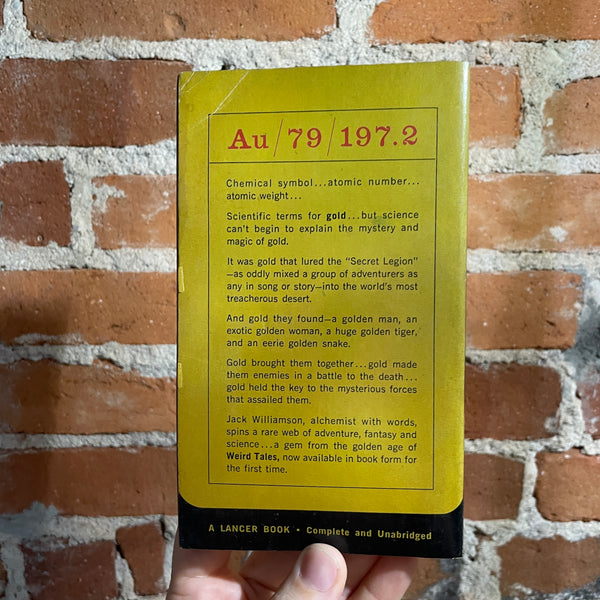 Au/79/197.2
Chemical symbol...atomic number...
atomic weight...
Scientific terms for gold...but science
can't begin to explain the mystery and
magic of gold.
It was gold that lured the "Secret Legion"
—as oddly mixed a group of adventurers as
any in song or story—into the world's most
treacherous desert.
And gold they found—a golden man, an
exotic golden woman, a huge golden tiger,
and an eerie golden snake.
Gold brought them together...gold made
them enemies in a battle to the death...
gold held the key to the mysterious forces
that assailed them.
Jack Williamson, alchemist with words,
spins a rare web of adventure, fantasy and
science...a gem from the golden age of
Weird Tales, now available in book form for
the first time.
A LANCER BOOK • Complete and Unabridged